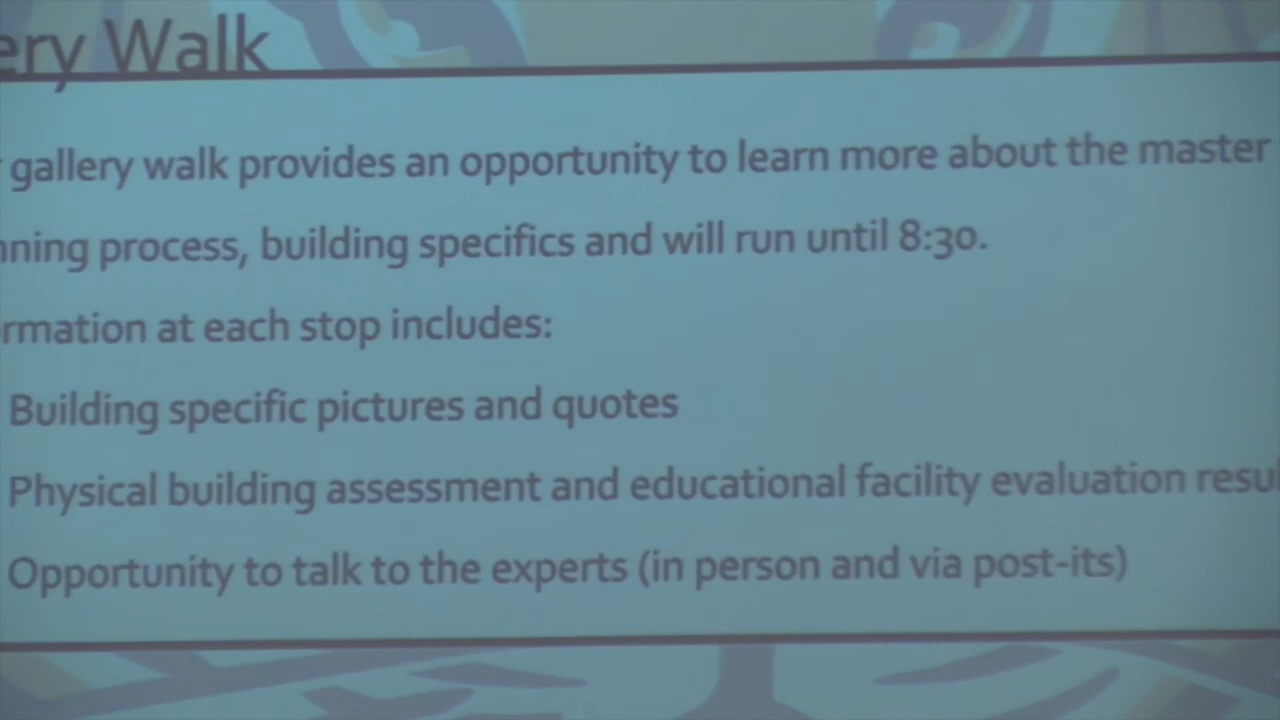 ery Walk
gallery walk provides an opportunity to learn more about the master
nning process, building specifics and will run until 8:30.
rmation at each stop includes:
Building specific pictures and quotes
Physical building assessment and educational facility evaluation resu
Opportunity to talk to the experts (in person and via post-its)